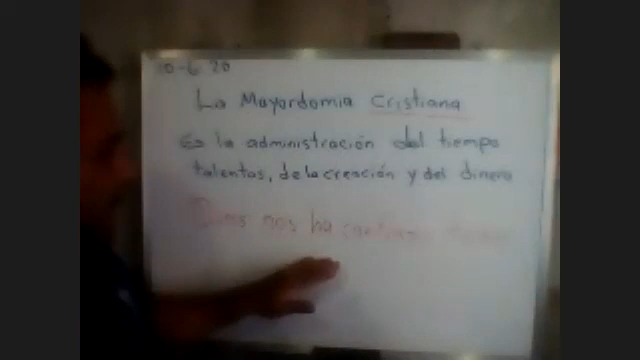 10-6-20
La Mayordomia Cristiana
Es la administración del tiempo
talentos, de la creación y del dinero
Dios nos ha